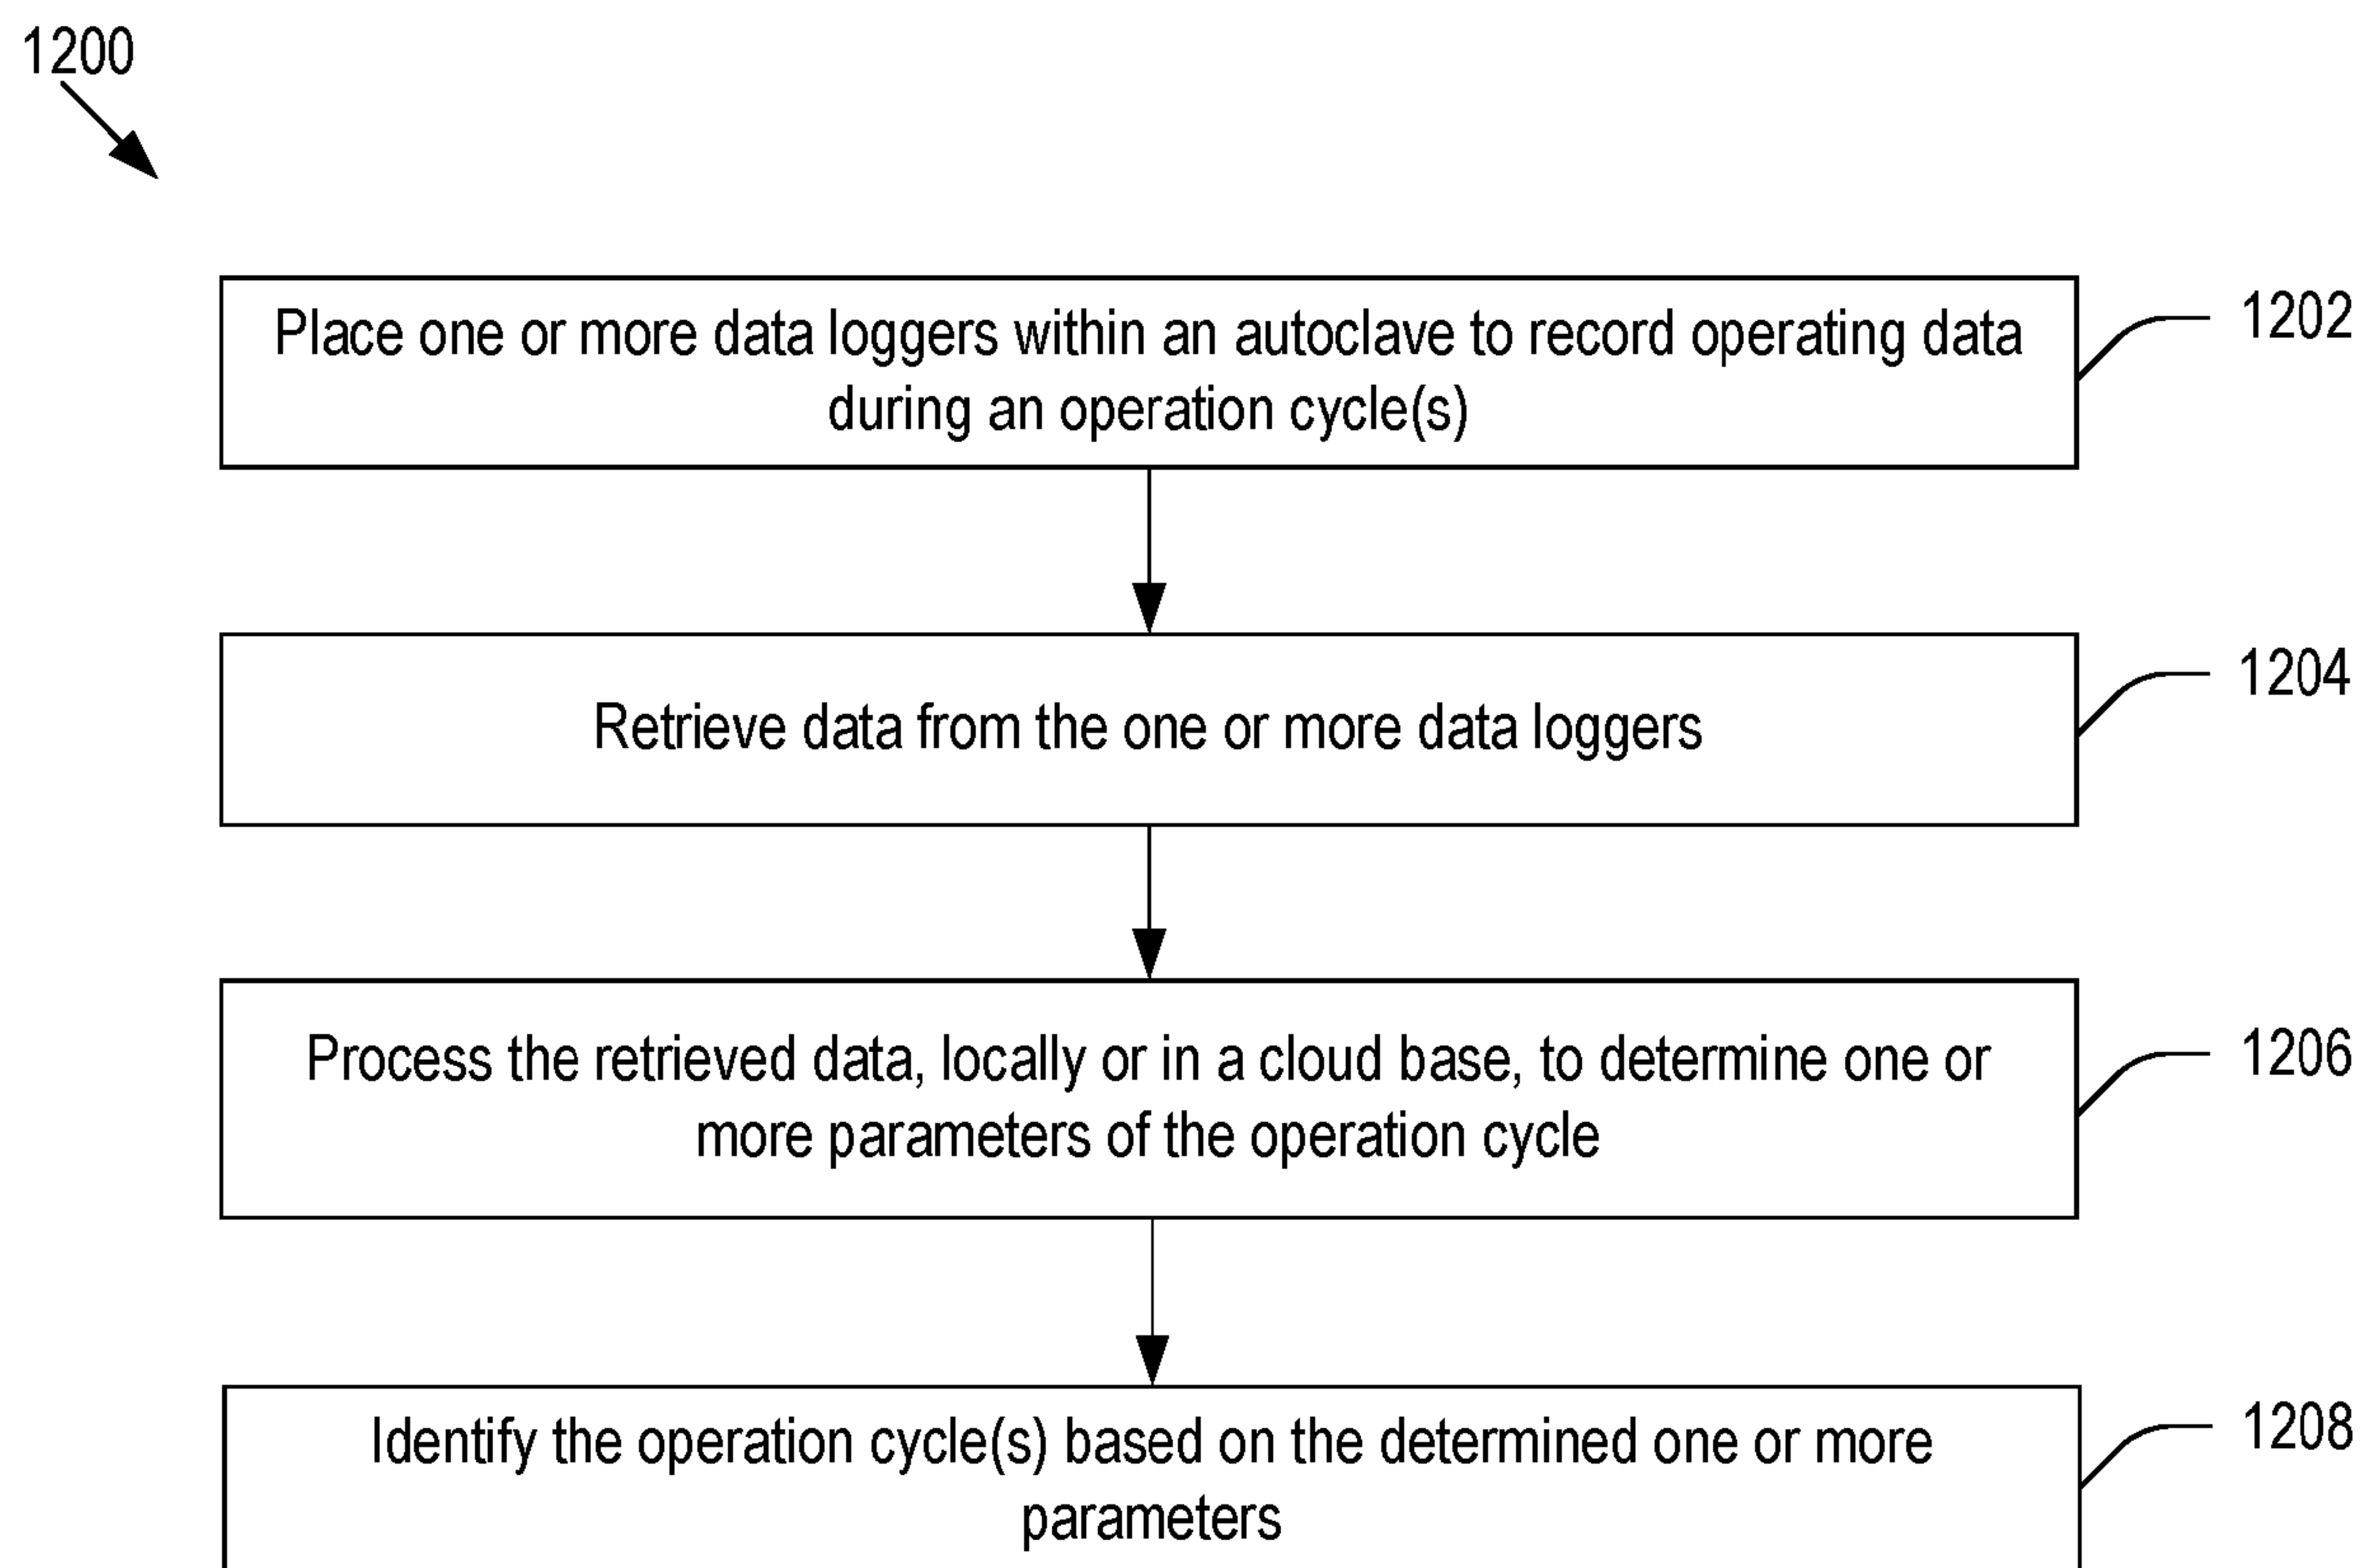 1200
Place one or more data loggers within an autoclave to record operating data
during an operation cycle(s)
1202
Retrieve data from the one or more data loggers
1204
Process the retrieved data, locally or in a cloud base, to determine one or
more parameters of the operation cycle
1206
Identify the operation cycle(s) based on the determined one or more
parameters
1208